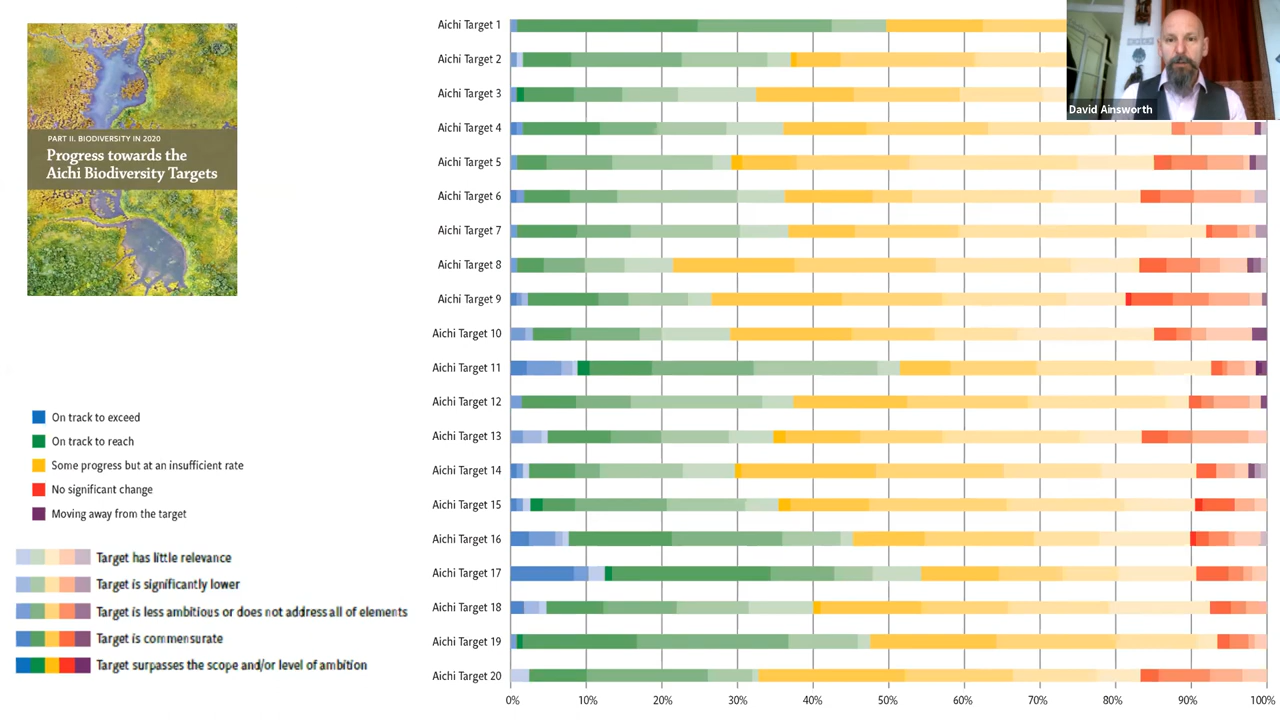 PART II. BIODIVERSITY IN 2020
Progress towards the
Aichi Biodiversity Targets
On track to exceed
On track to reach
Some progress but at an insufficient rate
No significant change
Moving away from the target
Target has little relevance
Target is significantly lower
Target is less ambitious or does not address all of elements
Target is commensurate
Target surpasses the scope and/or level of ambition
Aichi Target 1
Aichi Target 2
Aichi Target 3
Aichi Target 4
Aichi Target 5
Aichi Target 6
Aichi Target 7
Aichi Target 8
Aichi Target 9
Aichi Target 10
Aichi Target 11
Aichi Target 12
Aichi Target 13
Aichi Target 14
Aichi Target 15
Aichi Target 16
Aichi Target 17
Aichi Target 18
Aichi Target 19
Aichi Target 20
0% 10% 20% 30% 40% 50% 60% 70% 80% 90% 100%
David Ainsworth